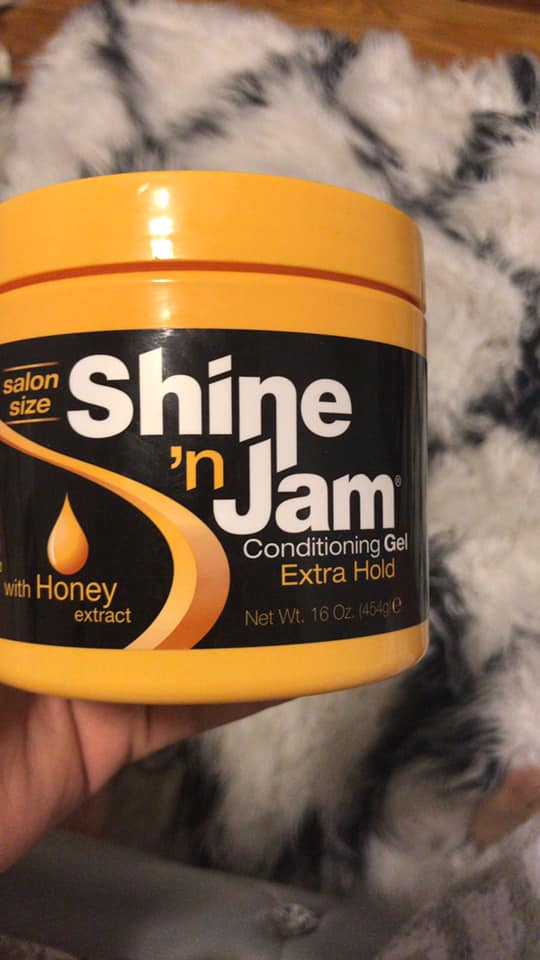 salon
size
Shine
'n
Jam®
Conditioning Gel
Extra Hold
with Honey
extract
Net Wt. 16 Oz. (454g) e